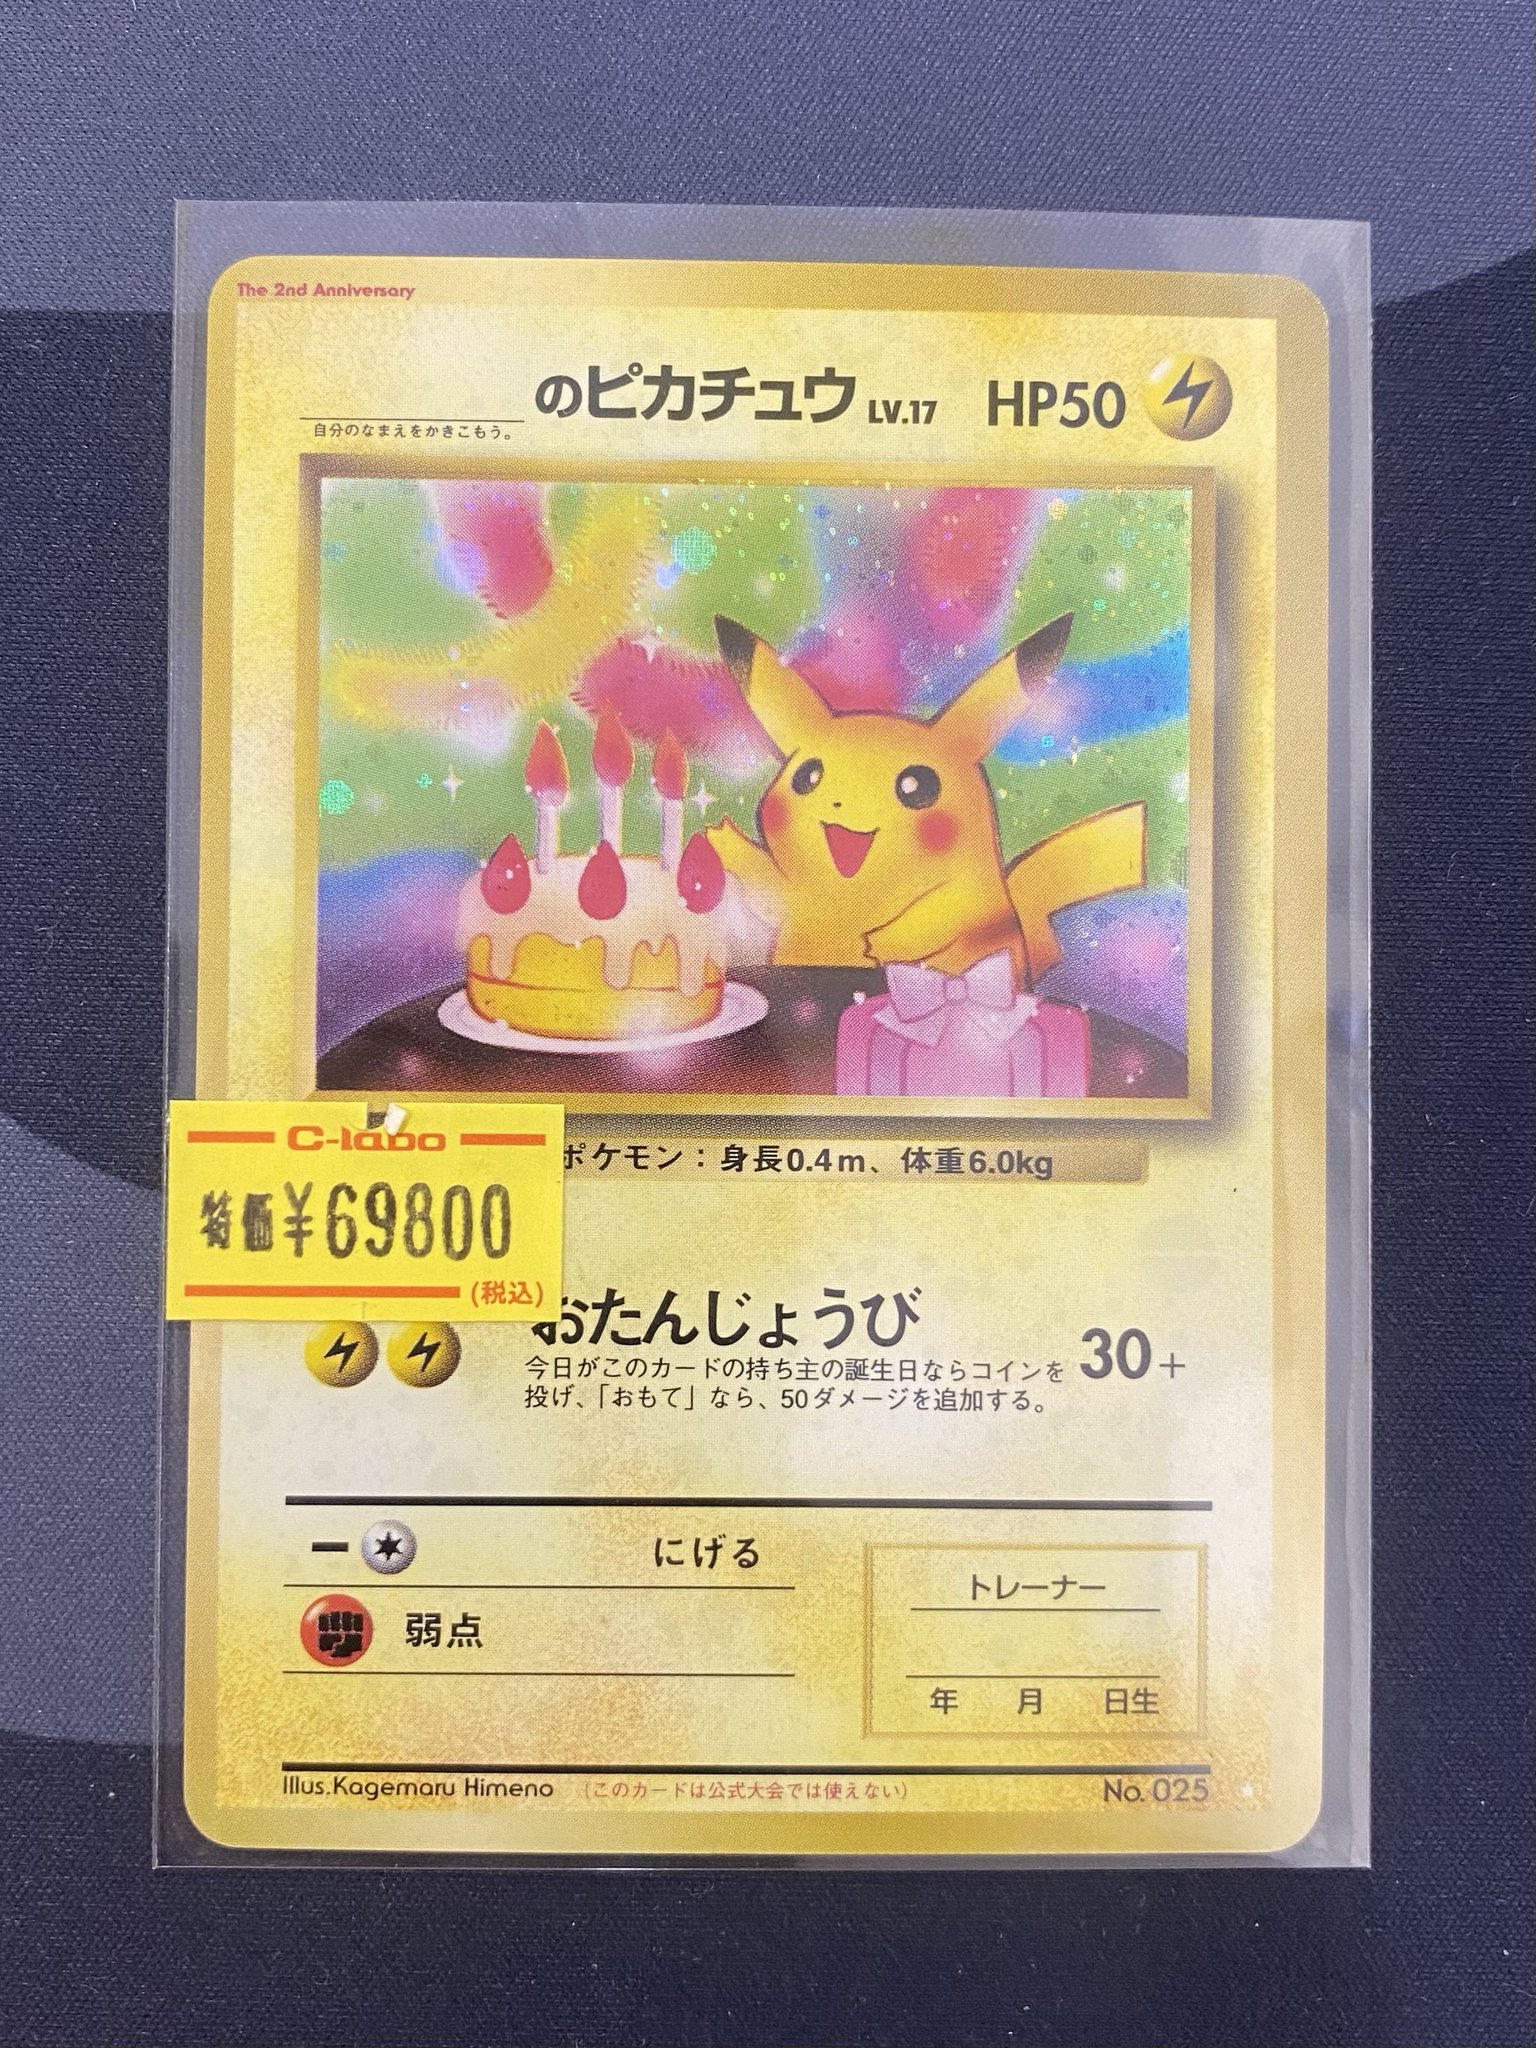 The 2nd Anniversary
のピカチュウ LV.17 HP50
自分のなまえをかきこもう。
C-labo
ポケモン：身長0.4m、体重6.0kg
特価¥69800
(税込)
おたんじょうび 30+
今日がこのカードの持ち主の誕生日ならコインを
投げ、「おもて」なら、50ダメージを追加する。
にげる
トレーナー
弱点
年 月 日生
Illus.Kagemaru Himeno （このカードは公式大会では使えない） No. 025